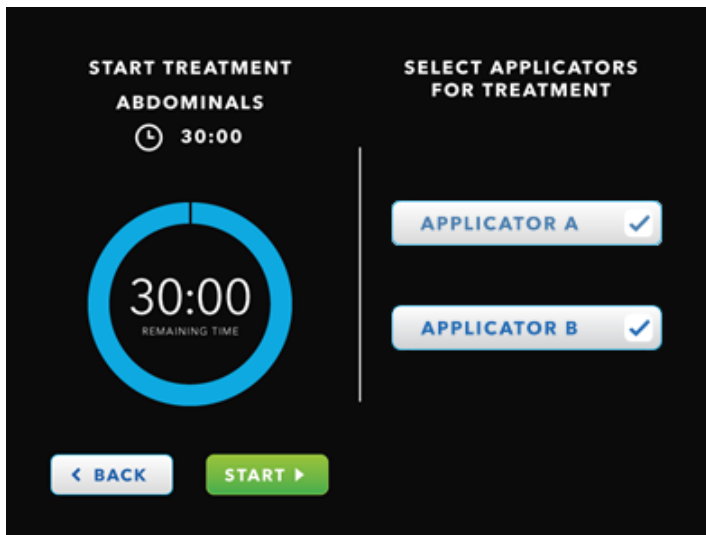 START TREATMENT
ABDOMINALS
30:00
30:00
REMAINING TIME
BACK
START
SELECT APPLICATORS
FOR TREATMENT
APPLICATOR A
APPLICATOR B